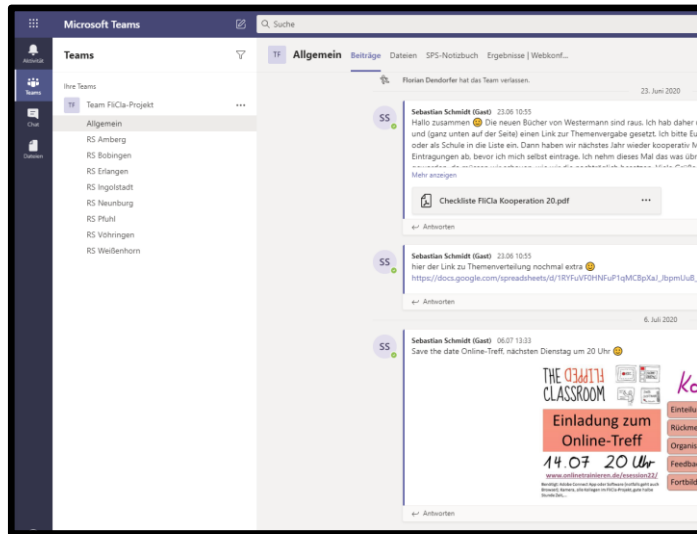 Microsoft Teams
Suche
Aktivität
Teams
Chat
Dateien
Teams
Ihre Teams
TF Team FliCla-Projekt ...
Allgemein
RS Amberg
RS Bobingen
RS Erlangen
RS Ingolstadt
RS Neunburg
RS Pfuhl
RS Vöhringen
RS Weißenhorn
TF Allgemein Beiträge Dateien SPS-Notizbuch Ergebnisse | Webkonf...
Florian Dendorfer hat das Team verlassen.
23. Juni 2020
SS
Sebastian Schmidt (Gast) 23.06 10:55
Hallo zusammen Die neuen Bücher von Westermann sind raus. Ich hab daher
und (ganz unten auf der Seite) einen Link zur Themenvergabe gesetzt. Ich bitte Eu
oder als Schule in die Liste ein. Dann haben wir nächstes Jahr wieder kooperativ M
Eintragungen ab, bevor ich mich selbst eintrage. Ich nehm dieses Mal das was übr
Mehr anzeigen
Checkliste FliCla Kooperation 20.pdf ...
Antworten
SS
Sebastian Schmidt (Gast) 23.06 10:55
hier der Link zu Themenverteilung nochmal extra
Antworten
6. Juli 2020
SS
Sebastian Schmidt (Gast) 06.07 13:33
Save the date Online-Treff. nächsten Dienstag um 20 Uhr
THE FLIPPED
CLASSROOM
Einladung zum
Online-Treff
14.07 20 Uhr
www.onlinetrainieren.de/esession22/
Ko
Einteilu
Rückme
Organis
Feedba
Fortbild
Antworten